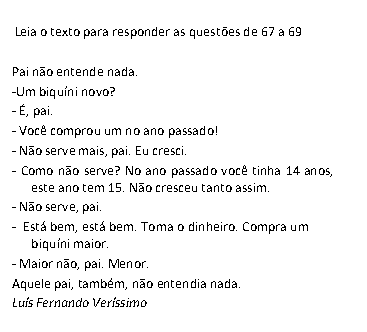 Leia o texto para responder as questões de 67 a 69
Pai não entende nada.
-Um biquíni novo?
- É, pai.
- Você comprou um no ano passado!
- Não serve mais, pai. Eu cresci.
- Como não serve? No ano passado você tinha 14 anos,
este ano tem 15. Não cresceu tanto assim.
- Não serve, pai.
- Está bem, está bem. Toma o dinheiro. Compra um
biquíni maior.
- Maior não, pai. Menor.
Aquele pai, também, não entendia nada.
Luís Fernando Veríssimo